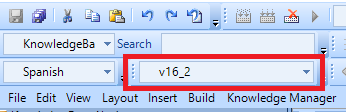 KnowledgeBa Search
Spanish v16_2
File Edit View Layout Insert Build Knowledge Manager